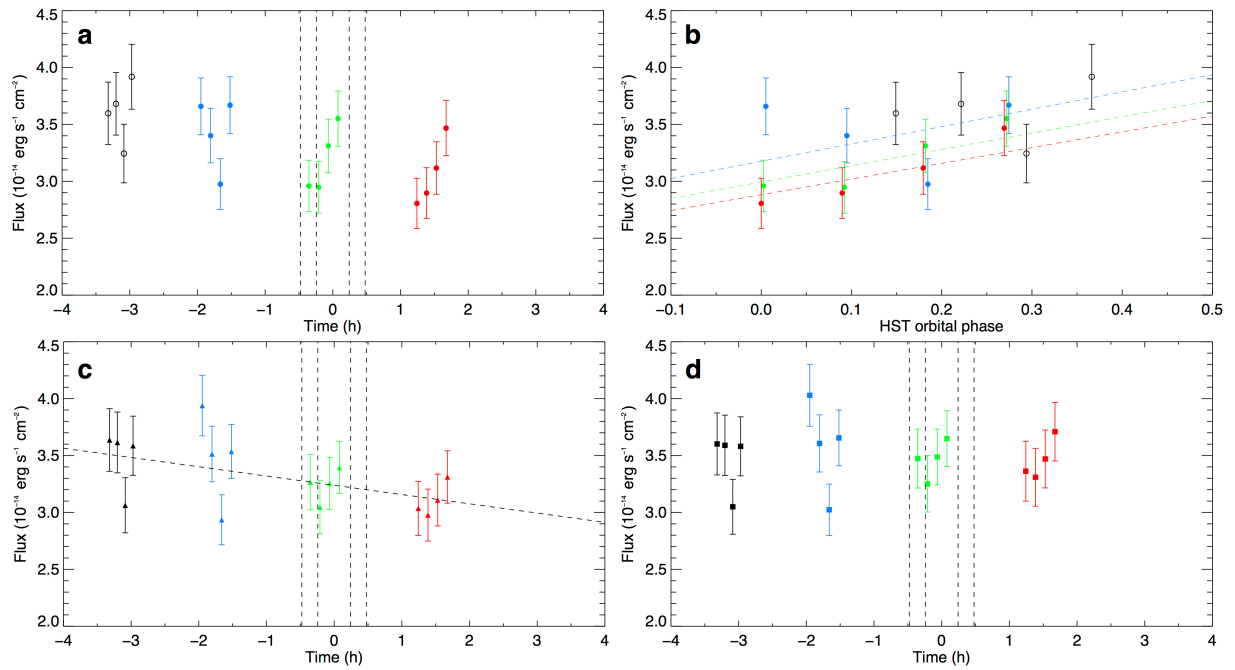 a
4.5
4.0
3.5
3.0
2.5
2.0
Flux (10⁻¹⁴ erg s⁻¹ cm⁻²)
−4 −3 −2 −1 0 1 2 3 4
Time (h)
b
4.5
4.0
3.5
3.0
2.5
2.0
Flux (10⁻¹⁴ erg s⁻¹ cm⁻²)
−0.1 0.0 0.1 0.2 0.3 0.4 0.5
HST orbital phase
c
4.5
4.0
3.5
3.0
2.5
2.0
Flux (10⁻¹⁴ erg s⁻¹ cm⁻²)
−4 −3 −2 −1 0 1 2 3 4
Time (h)
d
4.5
4.0
3.5
3.0
2.5
2.0
Flux (10⁻¹⁴ erg s⁻¹ cm⁻²)
−4 −3 −2 −1 0 1 2 3 4
Time (h)